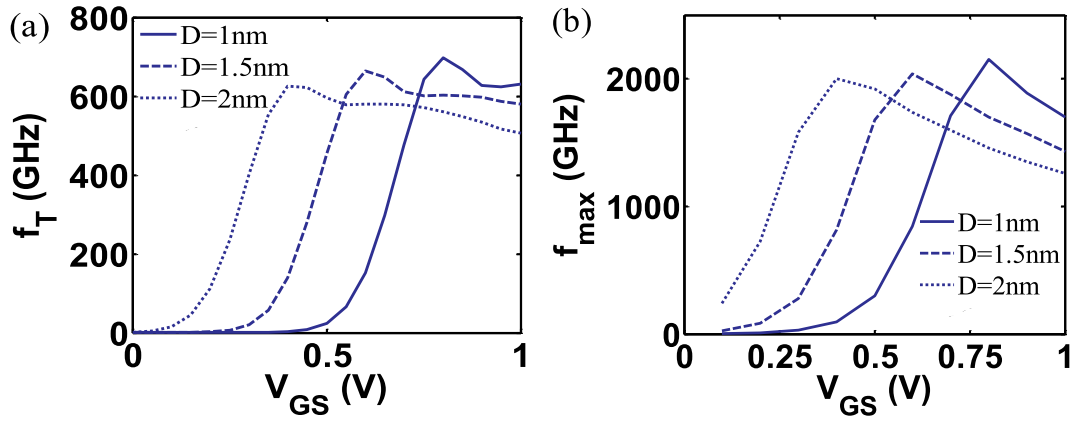 (a)
800
600
400
200
0
f_T (GHz)
D=1nm
D=1.5nm
D=2nm
0
0.5
1
V_GS (V)
(b)
2000
1000
0
f_max (GHz)
D=1nm
D=1.5nm
D=2nm
0
0.25
0.5
0.75
1
V_GS (V)